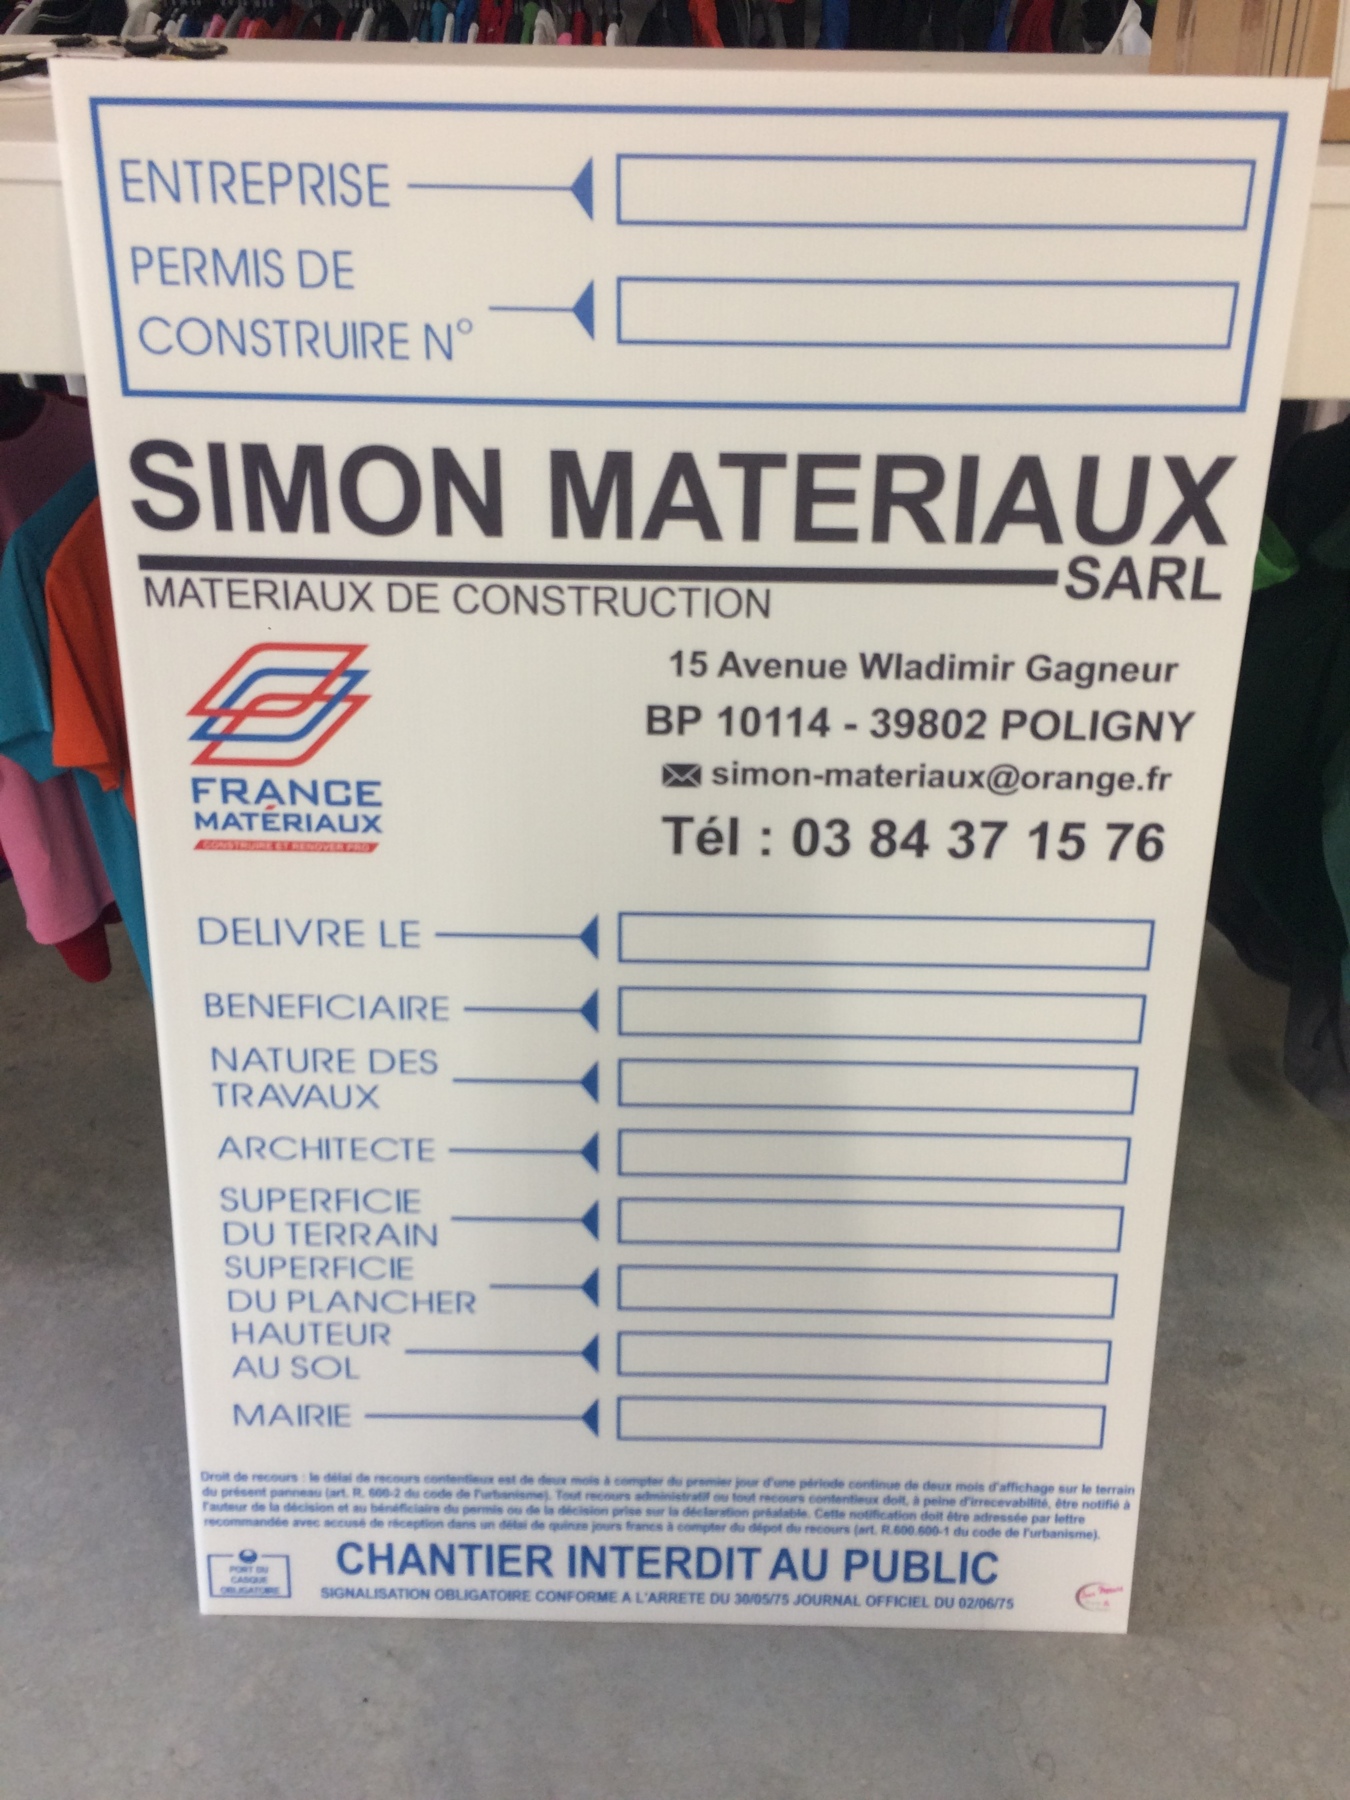 ENTREPRISE
PERMIS DE
CONSTRUIRE N°
SIMON MATERIAUX
SARL
MATERIAUX DE CONSTRUCTION
FRANCE
MATÉRIAUX
CONSTRUIRE ET RENOVER PRO
15 Avenue Wladimir Gagneur
BP 10114 - 39802 POLIGNY
simon-materiaux@orange.fr
Tél : 03 84 37 15 76
DELIVRE LE
BENEFICIAIRE
NATURE DES
TRAVAUX
ARCHITECTE
SUPERFICIE
DU TERRAIN
SUPERFICIE
DU PLANCHER
HAUTEUR
AU SOL
MAIRIE
Droit de recours : le délai de recours contentieux est de deux mois à compter du premier jour d'une période continue de deux mois d'affichage sur le terrain
du présent panneau (art. R. 600-2 du code de l'urbanisme). Tout recours administratif ou tout recours contentieux doit, à peine d'irrecevabilité, être notifié à
l'auteur de la décision et au bénéficiaire du permis ou de la décision prise sur la déclaration préalable. Cette notification doit être adressée par lettre
recommandée avec accusé de réception dans un délai de quinze jours francs à compter du dépot du recours (art. R.600.600-1 du code de l'urbanisme).
PORT DU
CASQUE
OBLIGATOIRE
CHANTIER INTERDIT AU PUBLIC
SIGNALISATION OBLIGATOIRE CONFORME A L'ARRETE DU 30/05/75 JOURNAL OFFICIEL DU 02/06/75